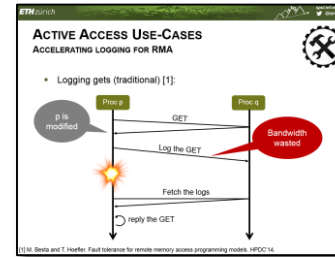 ETHzürich
ACTIVE ACCESS USE-CASES
ACCELERATING LOGGING FOR RMA
Logging gets (traditional) [1]:
Proc p
Proc q
p is
modified
GET
Log the GET
Bandwidth
wasted
Fetch the logs
reply the GET
[1] M. Besta and T. Hoefler. Fault tolerance for remote memory access programming models. HPDC'14.